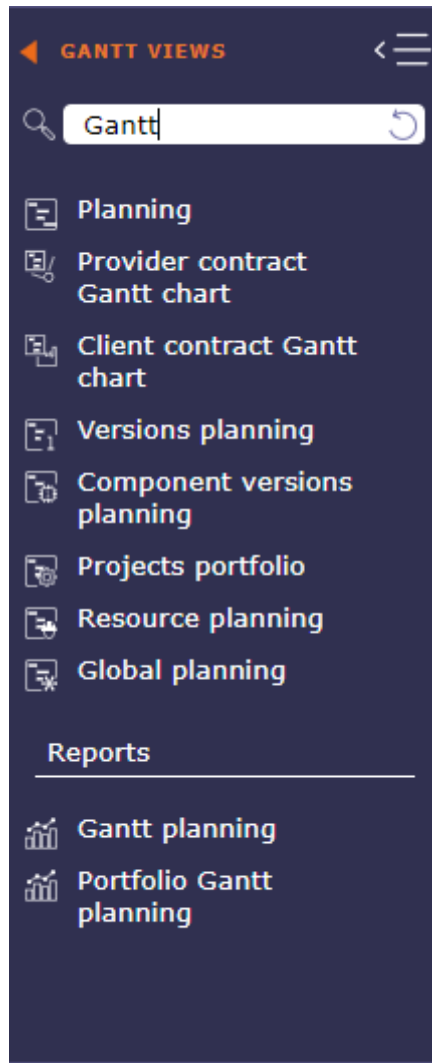 GANTT VIEWS
Gantt
Planning
Provider contract
Gantt chart
Client contract Gantt
chart
Versions planning
Component versions
planning
Projects portfolio
Resource planning
Global planning
Reports
Gantt planning
Portfolio Gantt
planning